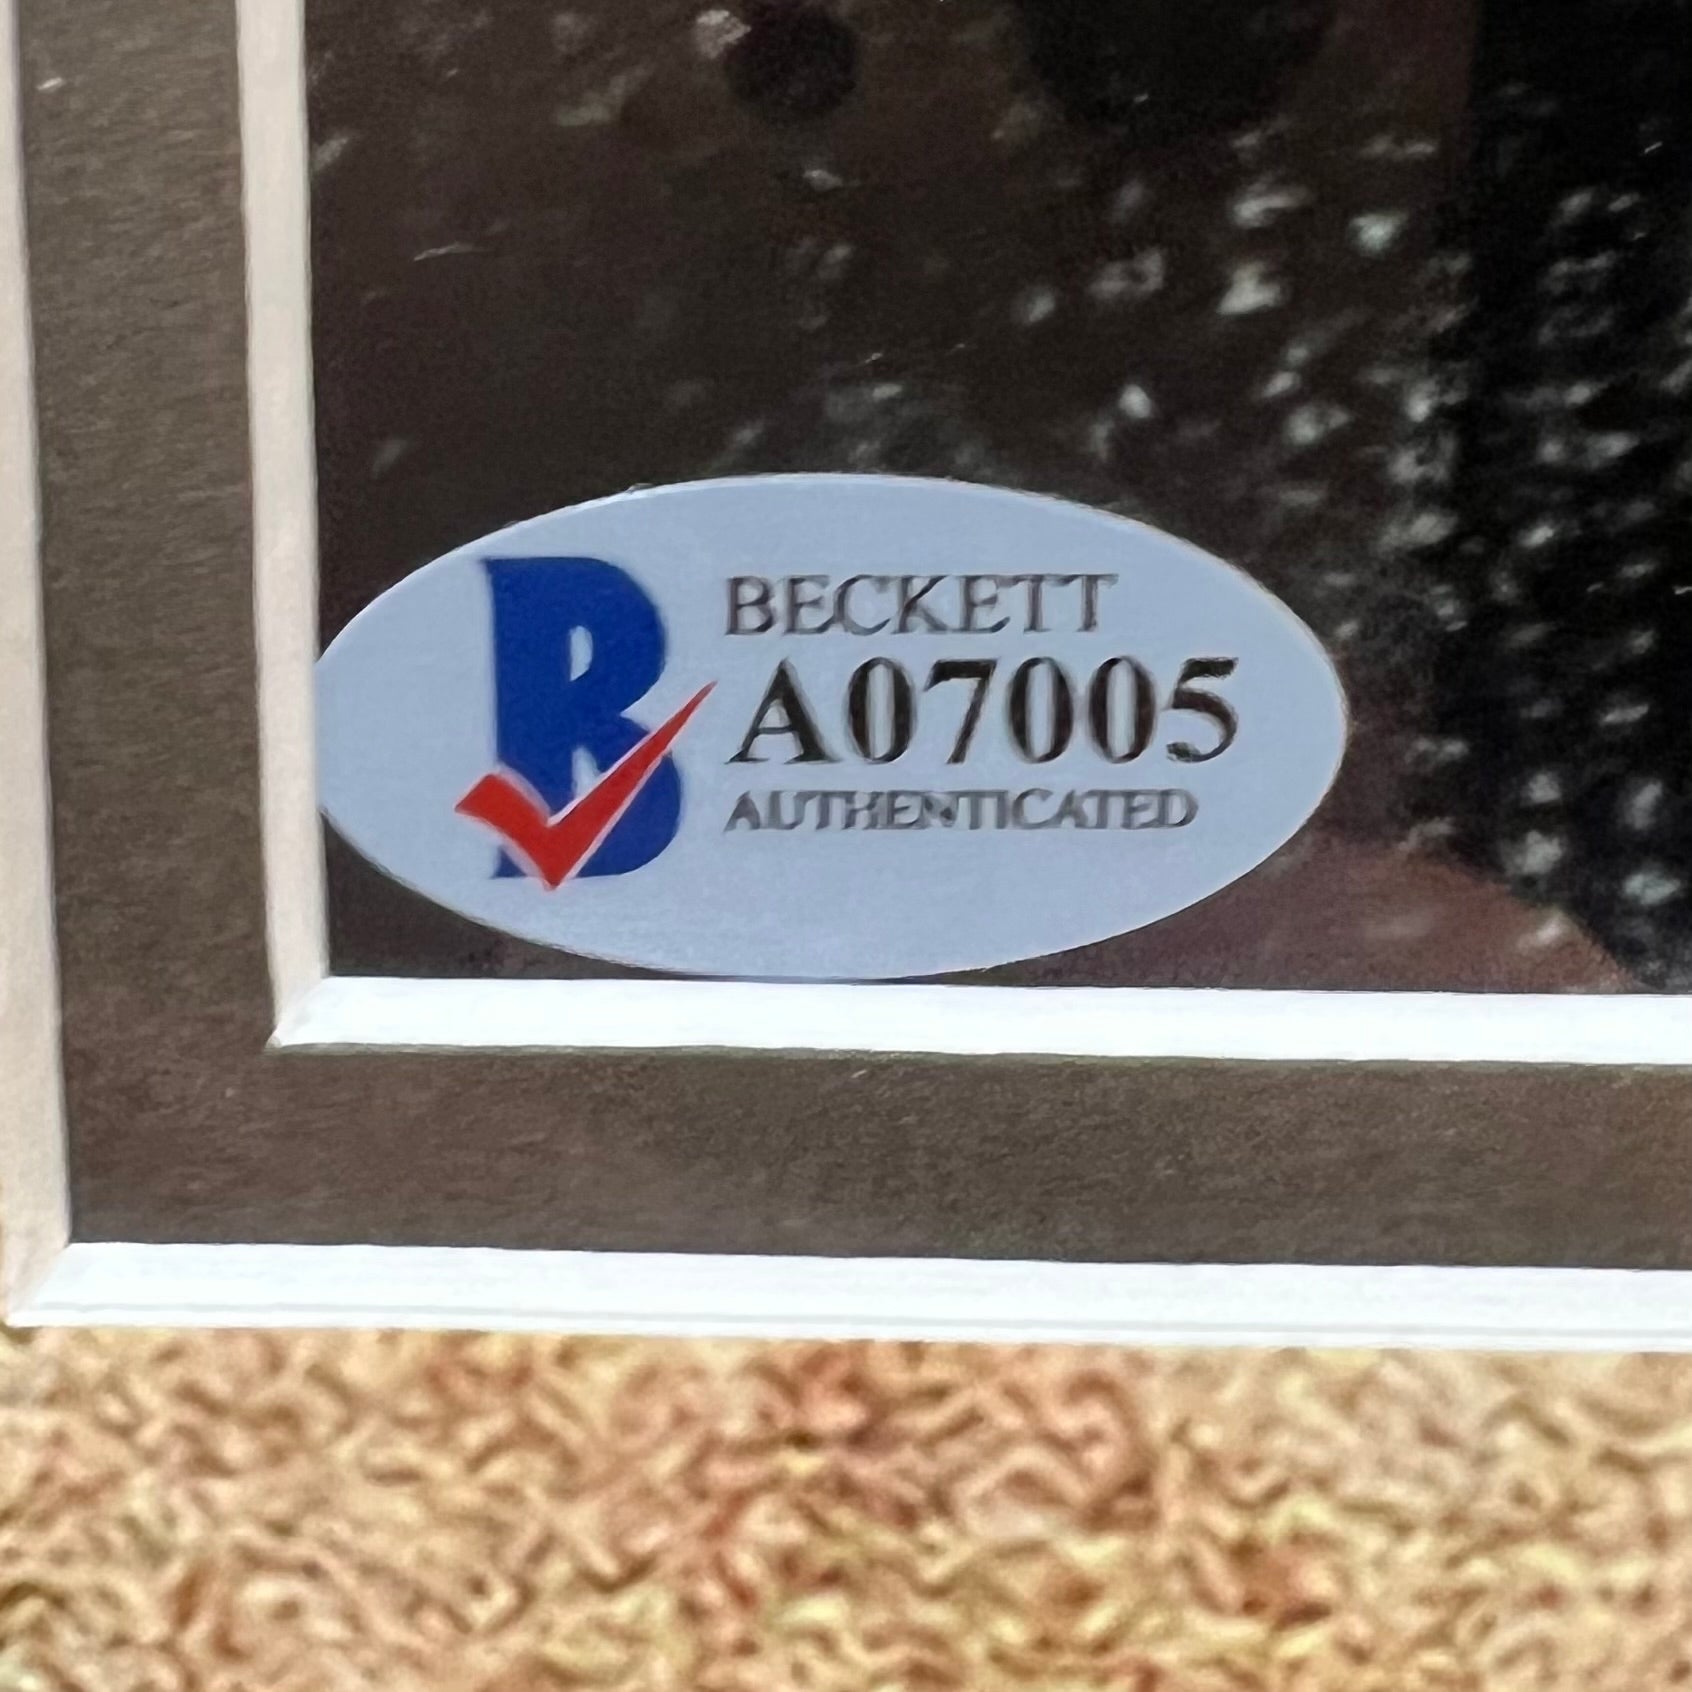 B
BECKETT
A07005
AUTHENTICATED